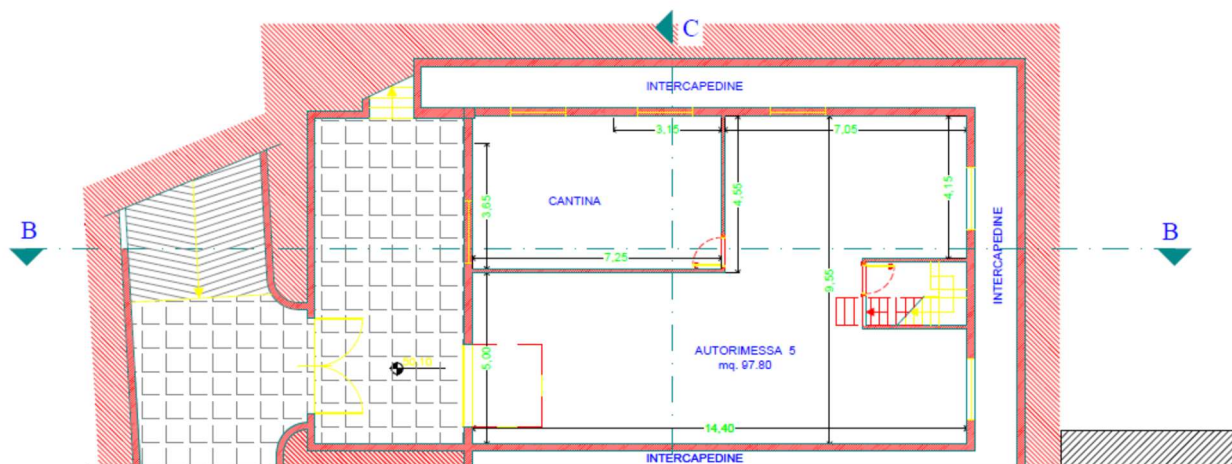 C
INTERCAPEDINE
3,15
7,05
CANTINA
3,65
4,55
4,15
B
B
7,25
9,55
INTERCAPEDINE
AUTORIMESSA 5
mq. 97.80
5,00
14,40
INTERCAPEDINE